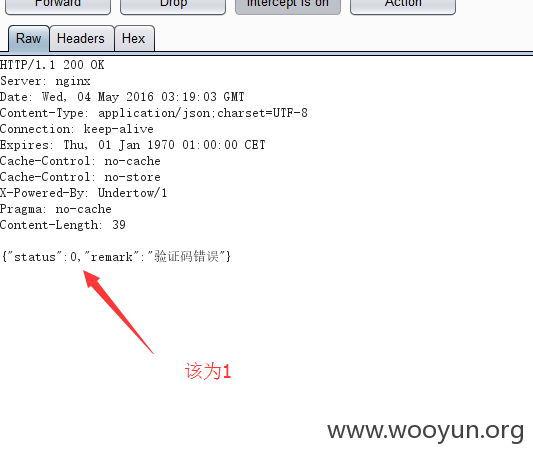 Forward Drop Intercept is on Action
Raw Headers Hex
HTTP/1.1 200 OK
Server: nginx
Date: Wed, 04 May 2016 03:19:03 GMT
Content-Type: application/json;charset=UTF-8
Connection: keep-alive
Expires: Thu, 01 Jan 1970 01:00:00 CET
Cache-Control: no-cache
Cache-Control: no-store
X-Powered-By: Undertow/1
Pragma: no-cache
Content-Length: 39
{"status":0,"remark":"验证码错误"}
该为1
www.wooyun.org